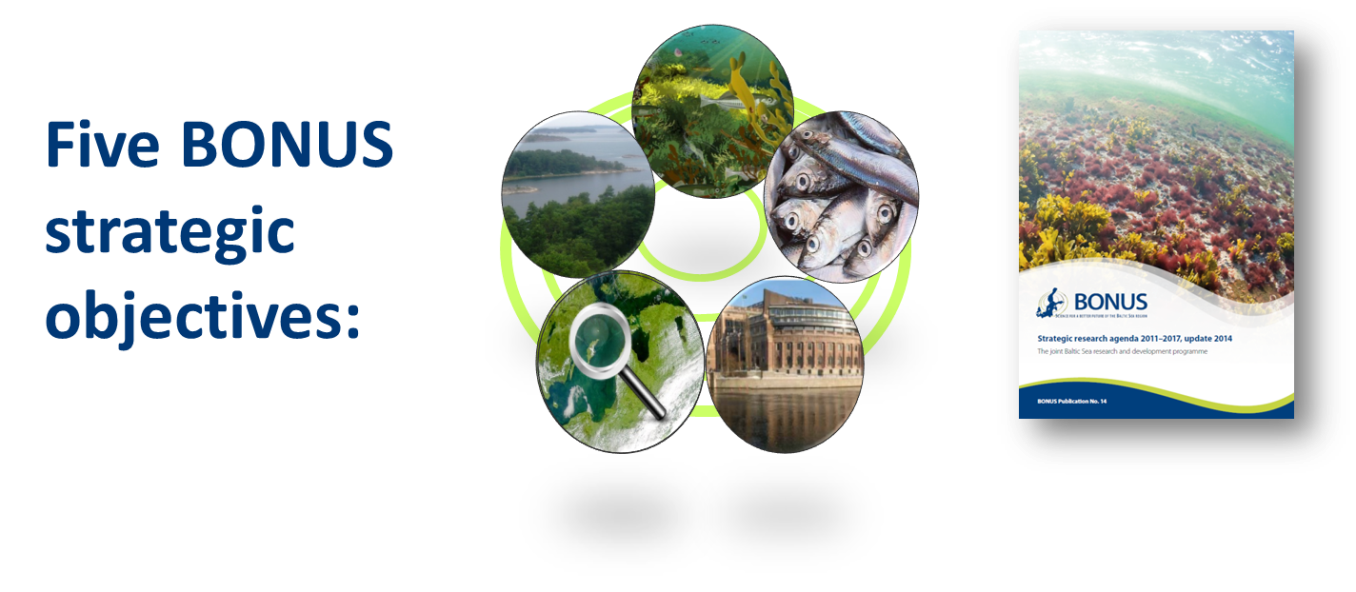 Five BONUS
strategic
objectives:
BONUS
Strategic research agenda 2011–2017, update 2014
The joint Baltic Sea research and development programme
BONUS Publication No. 14